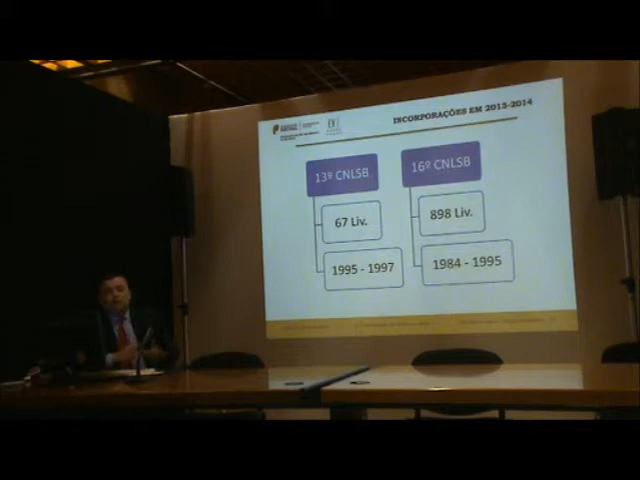 INCORPORAÇÕES EM 2013-2014
13º CNLSB
67 Liv.
1995 - 1997
16º CNLSB
898 Liv.
1984 - 1995